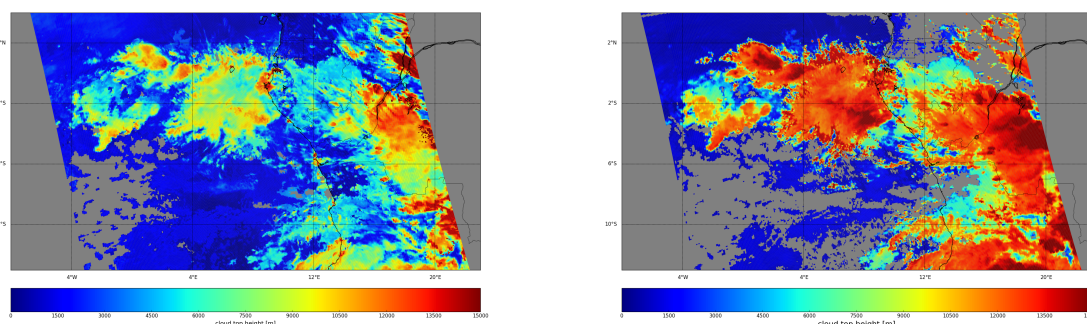 2°N 2°N
2°S 2°S
6°S 6°S
10°S 10°S
4°W 4°E 12°E 20°E 4°W 4°E 12°E 20°E
0 1500 3000 4500 6000 7500 9000 10500 12000 13500 15000 0 1500 3000 4500 6000 7500 9000 10500 12000 13500
cloud top height [m] cloud top height [m]